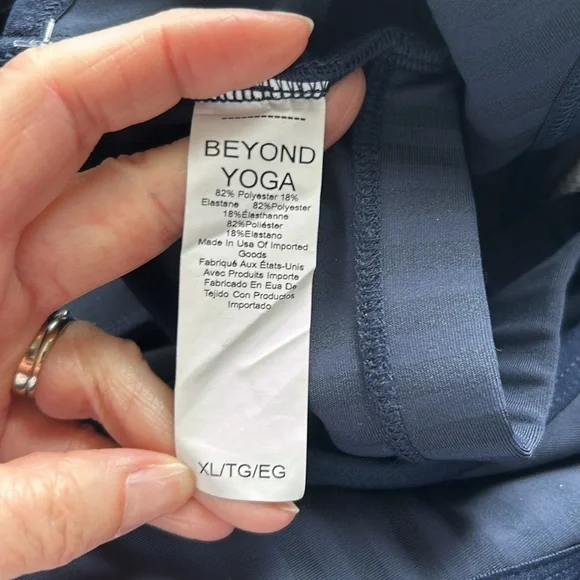 BEYOND
YOGA
82% Polyester 18%
Elastane 82%Polyester
18%Élasthanne
82%Poliéster
18%Elastano
Made In Usa Of Imported
Goods
Fabriqué Aux États-Unis
Avec Produits Importe
Fabricado En Eua De
Tejido Con Productos
Importado
XL/TG/EG